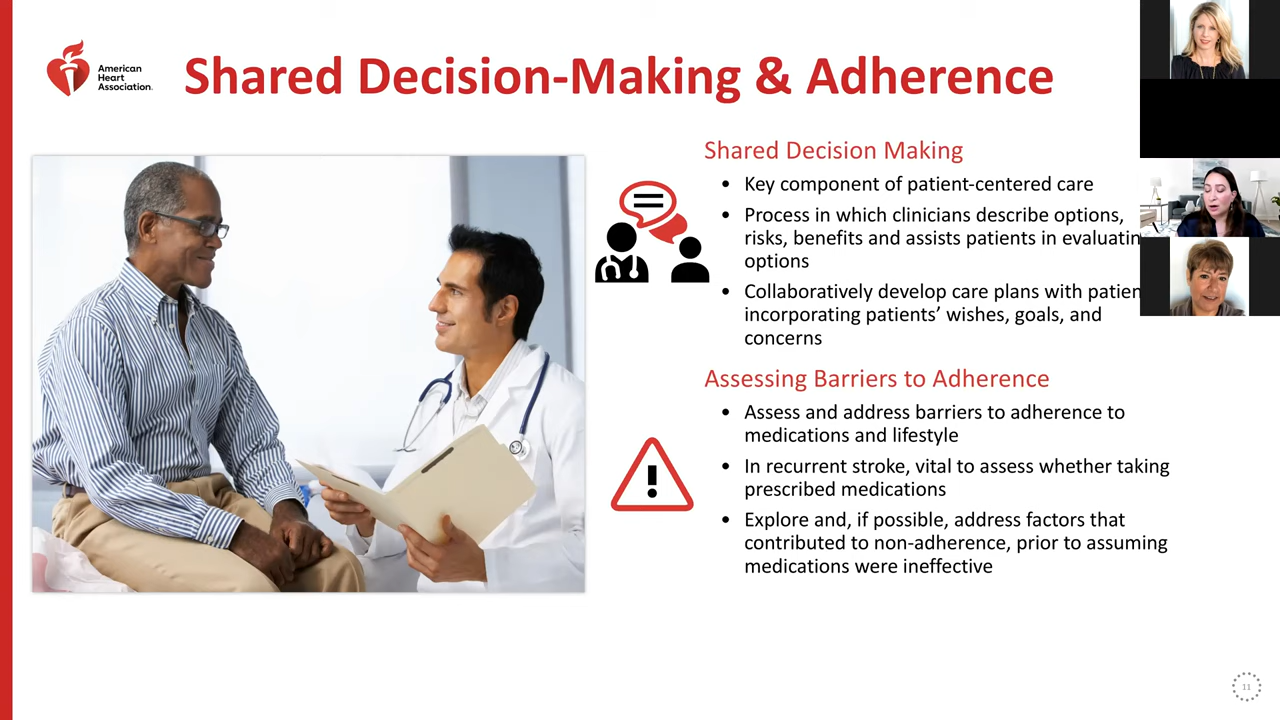 American
Heart
Association.
Shared Decision-Making & Adherence
Shared Decision Making
• Key component of patient-centered care
• Process in which clinicians describe options,
risks, benefits and assists patients in
options
• Collaboratively develop care plans with
incorporating patients’ wishes, goals, and
concerns
Assessing Barriers to Adherence
• Assess and address barriers to adherence to
medications and lifestyle
• In recurrent stroke, vital to assess whether taking
prescribed medications
• Explore and, if possible, address factors that
contributed to non-adherence, prior to assuming
medications were ineffective
11